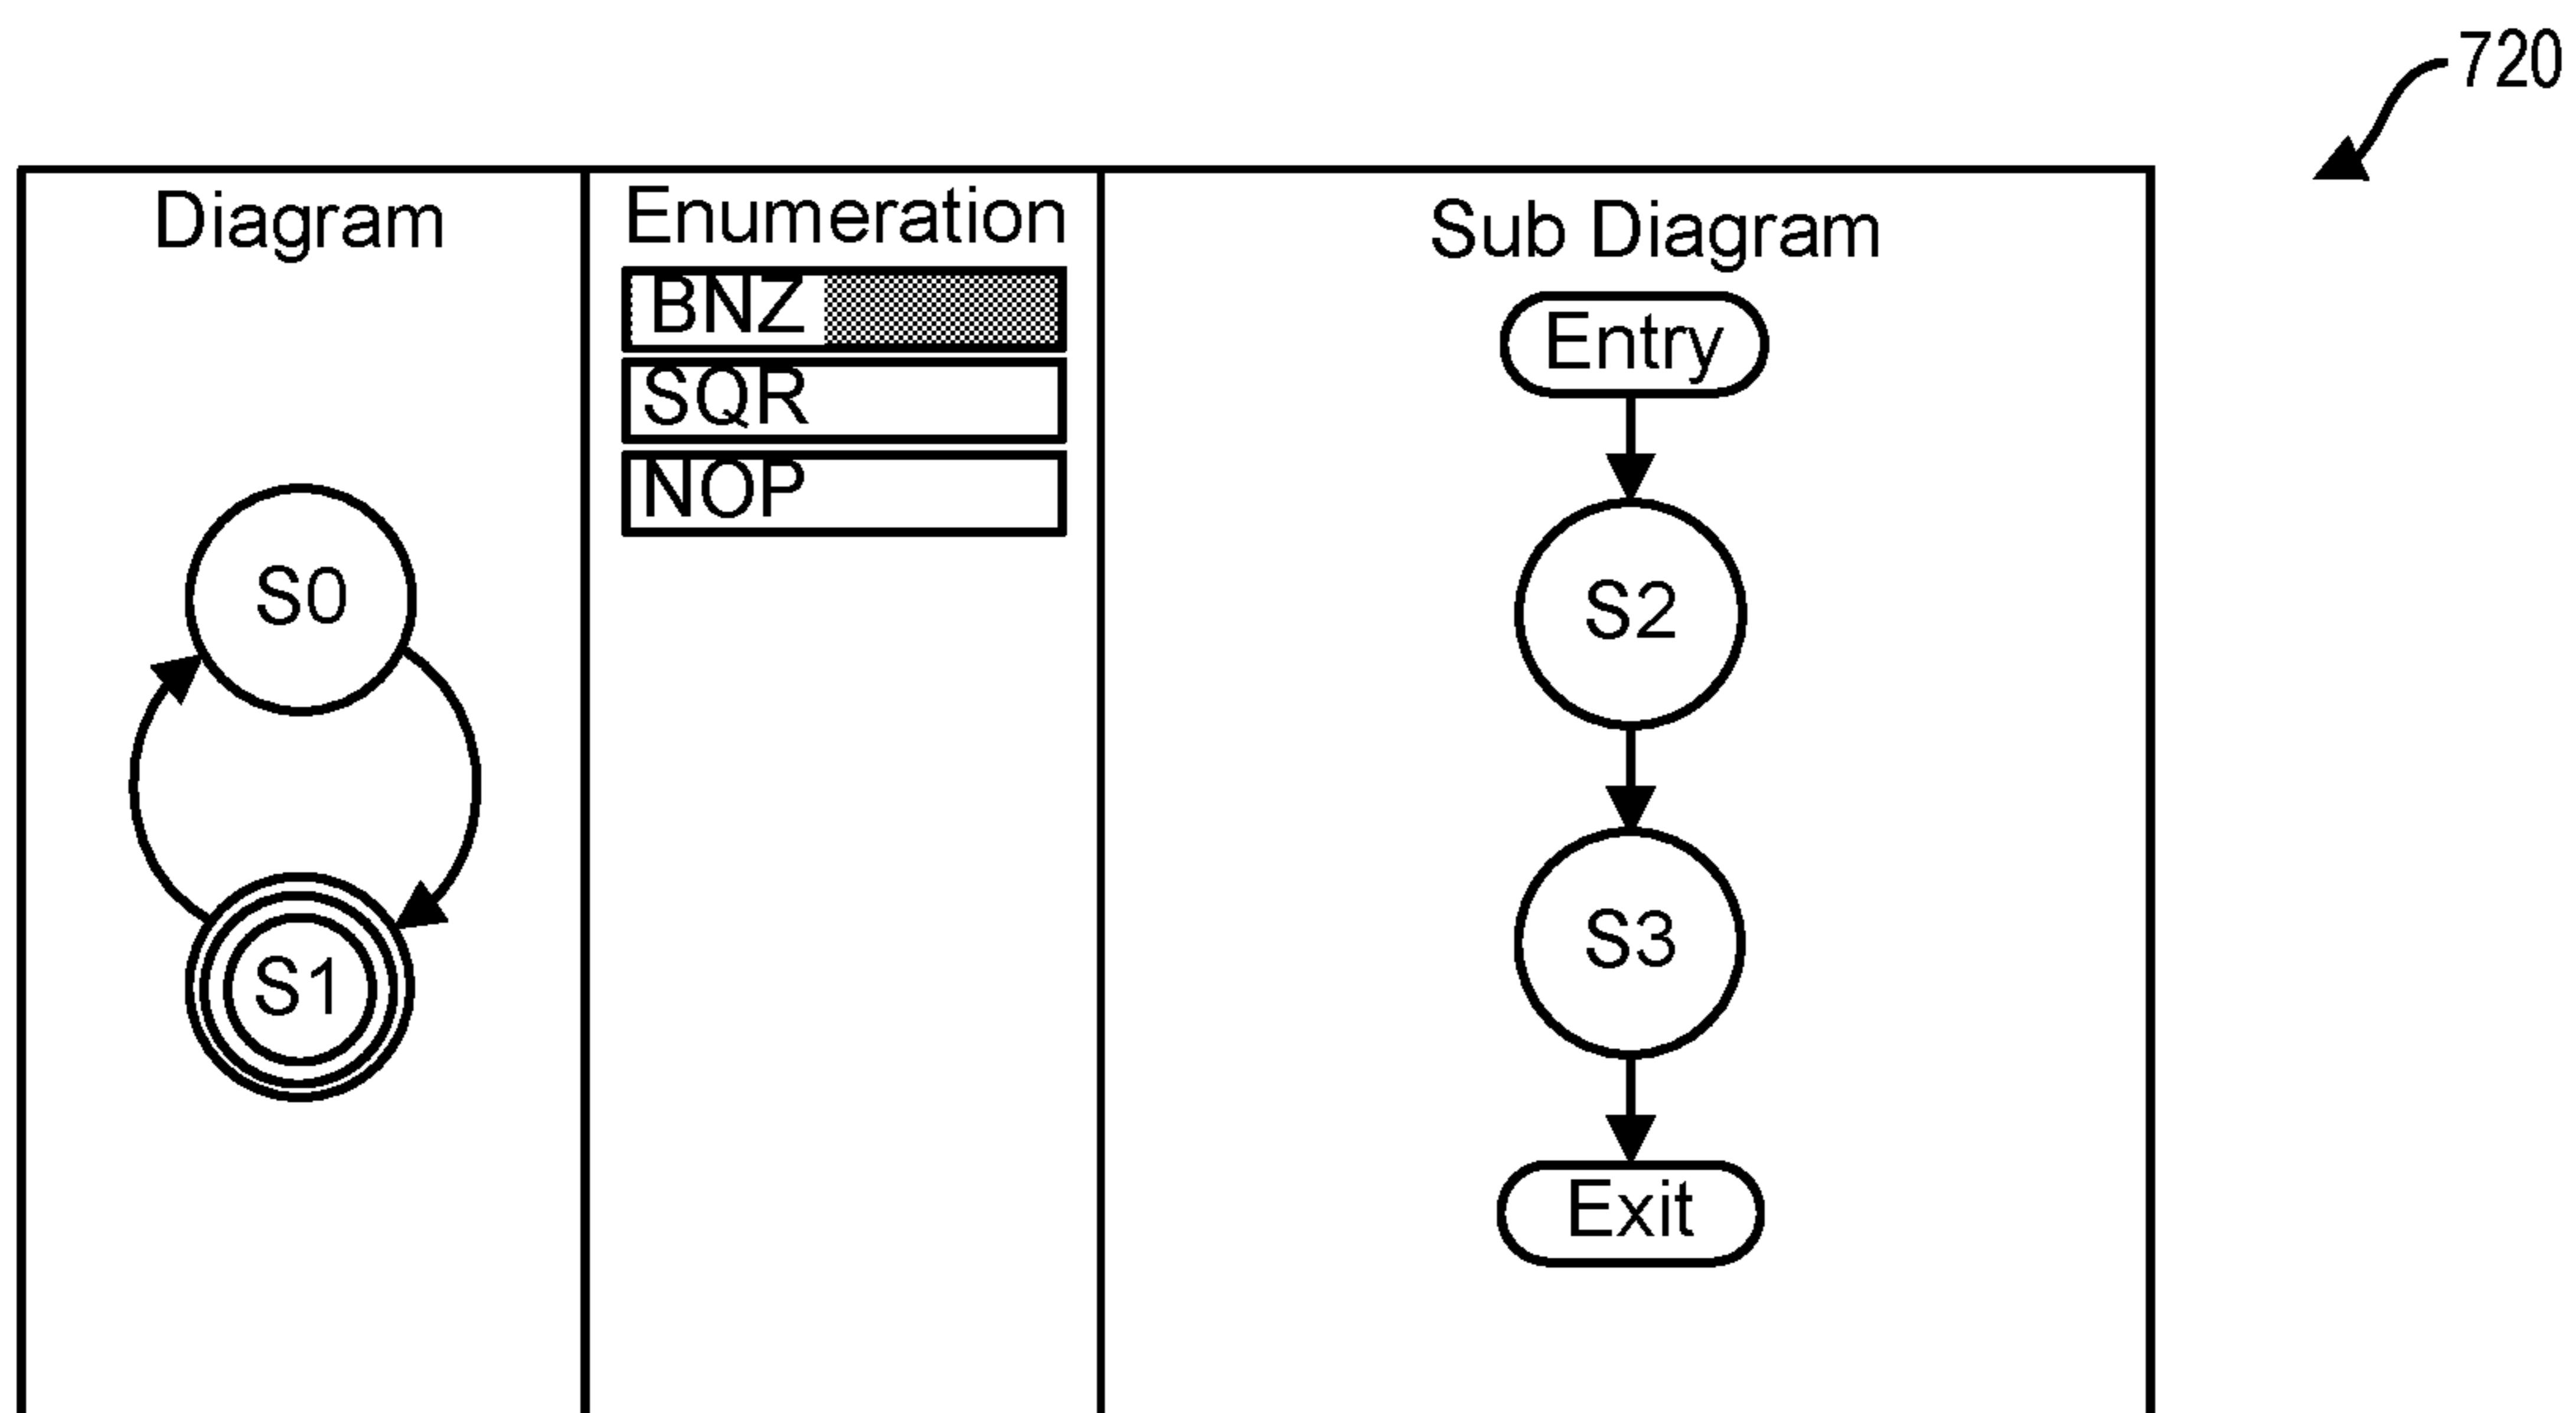 720
Diagram
S0
S1
Enumeration
BNZ
SQR
NOP
Sub Diagram
Entry
S2
S3
Exit